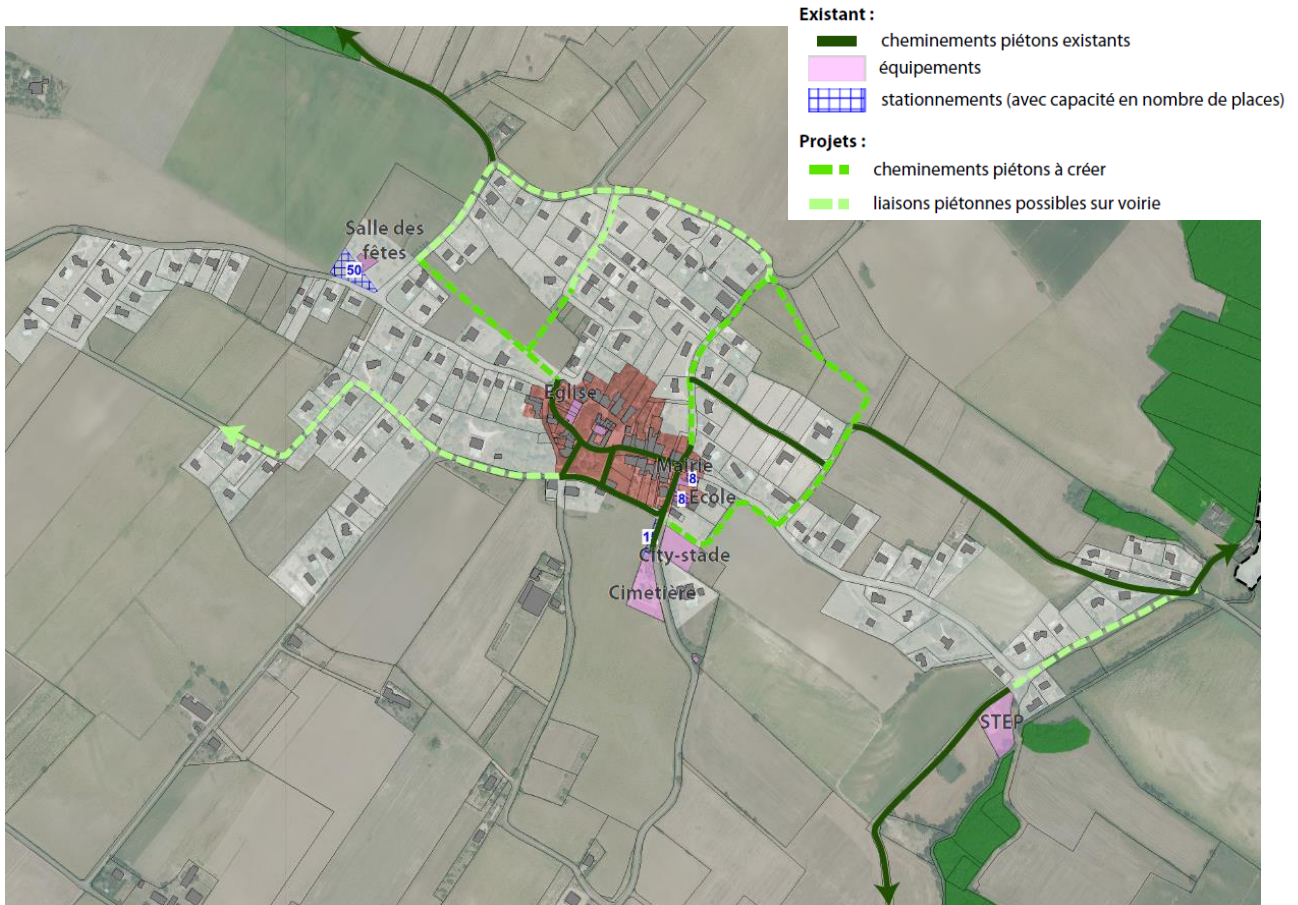 Existant :
cheminements piétons existants
équipements
stationnements (avec capacité en nombre de places)
Projets :
cheminements piéton à créer
liaisons piétonnes possibles sur voirie
Salle des
fêtes
50
Eglise
Mairie
8
8
Ecole
City-stade
Cimetière
STEP